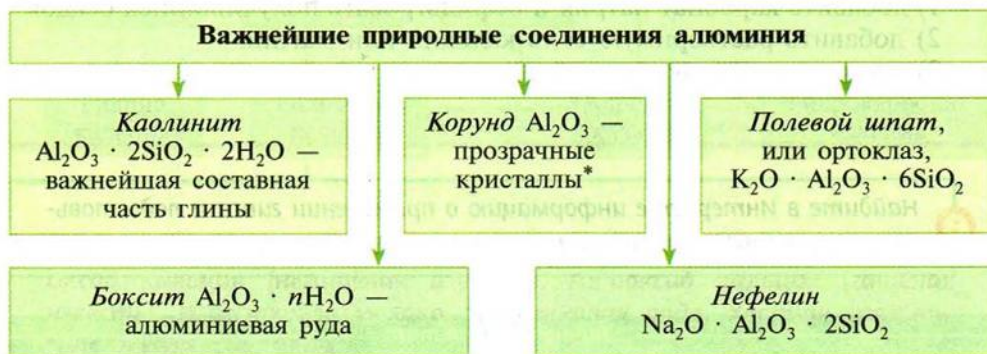 Важнейшие природные соединения алюминия
Каолинит
Al₂O₃ · 2SiO₂ · 2H₂O —
важнейшая составная
часть глины
Корунд Al₂O₃ —
прозрачные
кристаллы*
Полевой шпат,
или ортоклаз,
K₂O · Al₂O₃ · 6SiO₂
Боксит Al₂O₃ · nH₂O —
алюминиевая руда
Нефелин
Na₂O · Al₂O₃ · 2SiO₂